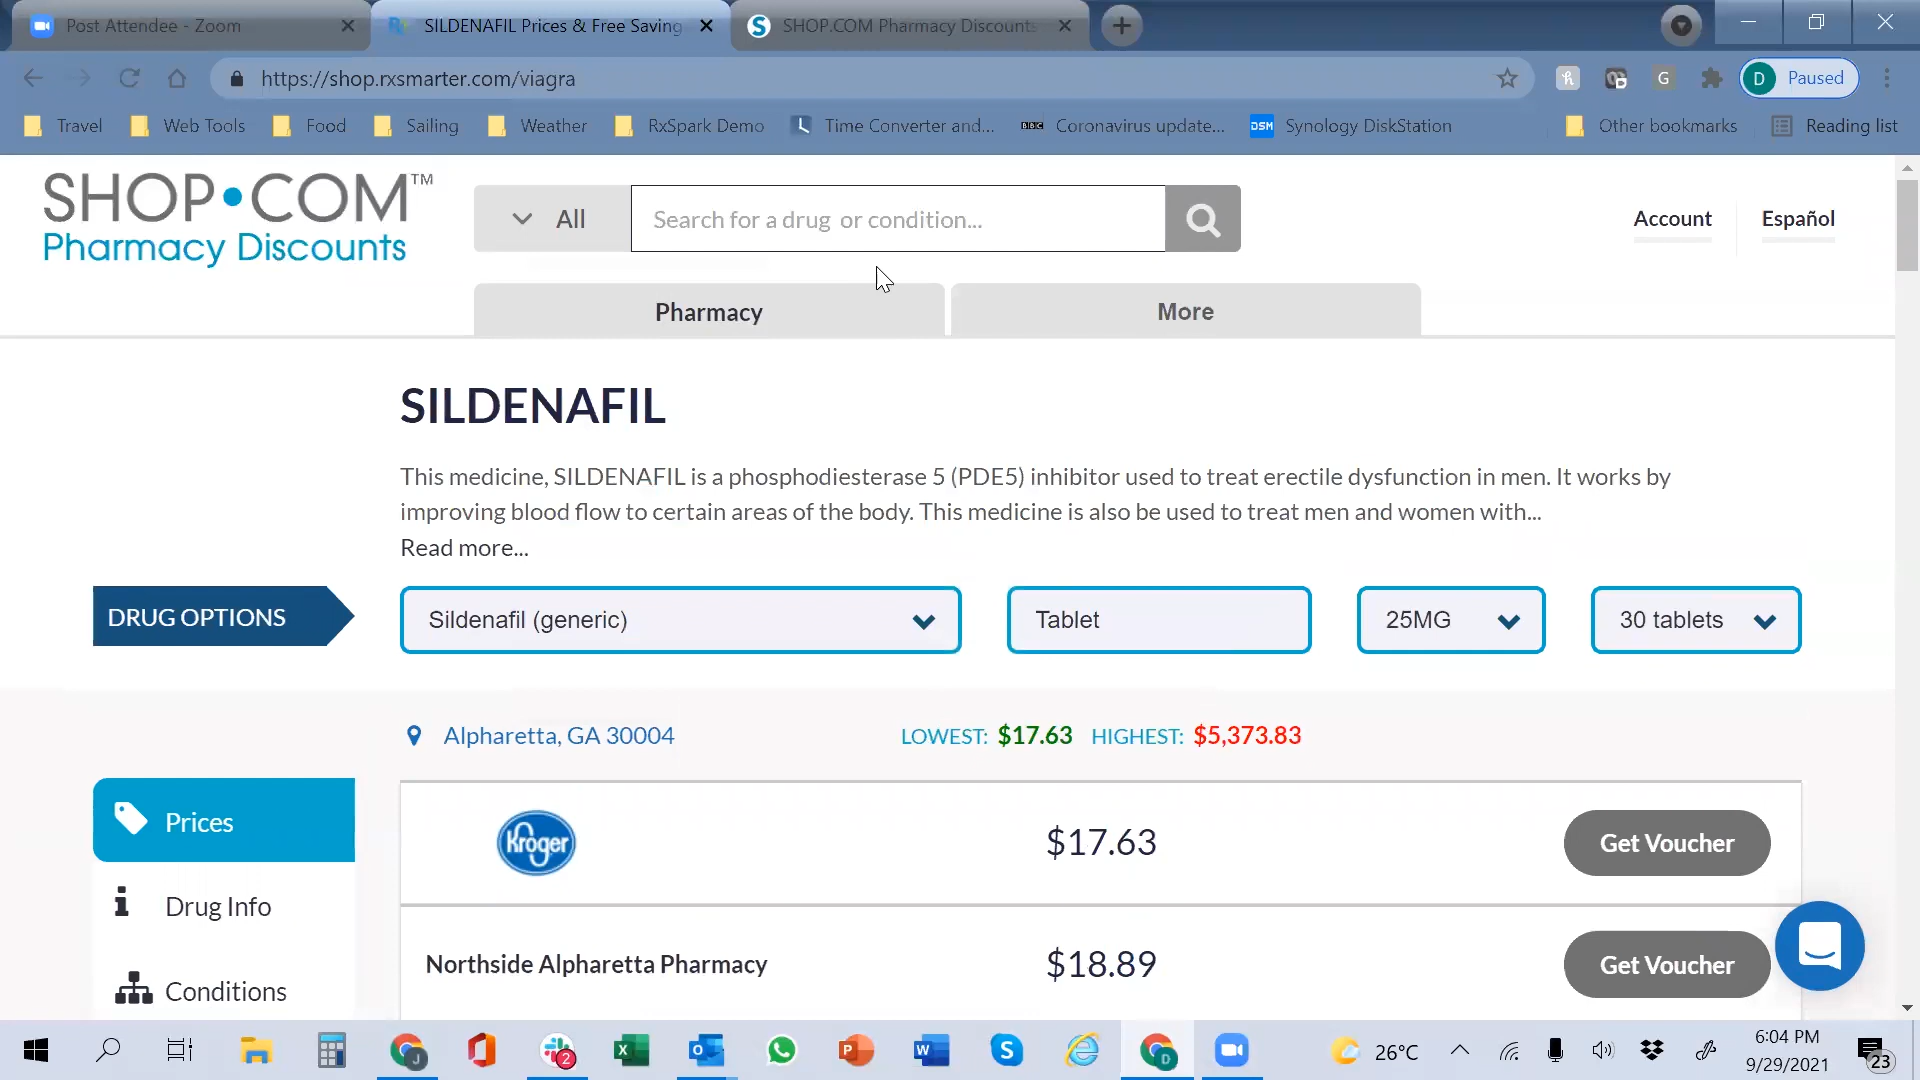 Post Attendee - Zoom
SILDENAFIL Prices & Free Saving
SHOP.COM Pharmacy Discounts
https://shop.rxsmarter.com/viagra
G
D Paused
Travel
Web Tools
Food
Sailing
Weather
RxSpark Demo
Time Converter and...
BBC Coronavirus update...
DSM Synology DiskStation
Other bookmarks
Reading list
SHOP•COM™
Pharmacy Discounts
All
Search for a drug or condition...
Account
Español
Pharmacy
More
SILDENAFIL
This medicine, SILDENAFIL is a phosphodiesterase 5 (PDE5) inhibitor used to treat erectile dysfunction in men. It works by
improving blood flow to certain areas of the body. This medicine is also be used to treat men and women with...
Read more...
DRUG OPTIONS
Sildenafil (generic)
Tablet
25MG
30 tablets
Alpharetta, GA 30004
LOWEST: $17.63 HIGHEST: $5,373.83
Prices
Kroger
$17.63
Get Voucher
Drug Info
Northside Alpharetta Pharmacy
$18.89
Get Voucher
Conditions
J
2
D
26°C
6:04 PM
9/29/2021
23